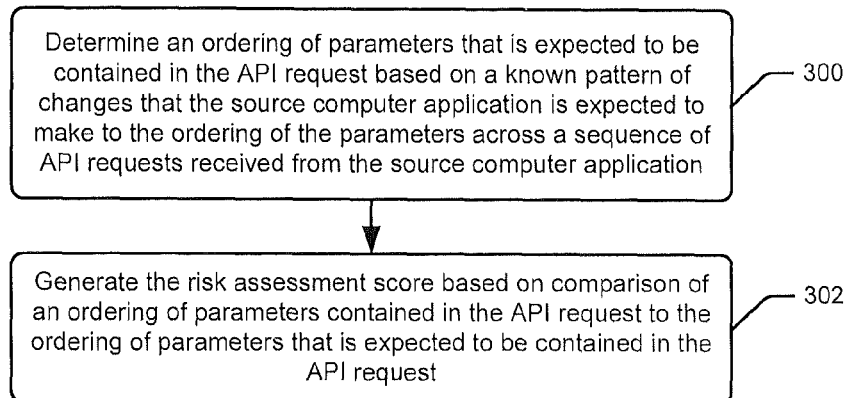 Determine an ordering of parameters that is expected to be
contained in the API request based on a known pattern of
changes that the source computer application is expected to
make to the ordering of the parameters across a sequence of
API requests received from the source computer application
300
Generate the risk assessment score based on comparison of
an ordering of parameters contained in the API request to the
ordering of parameters that is expected to be contained in the
API request
302